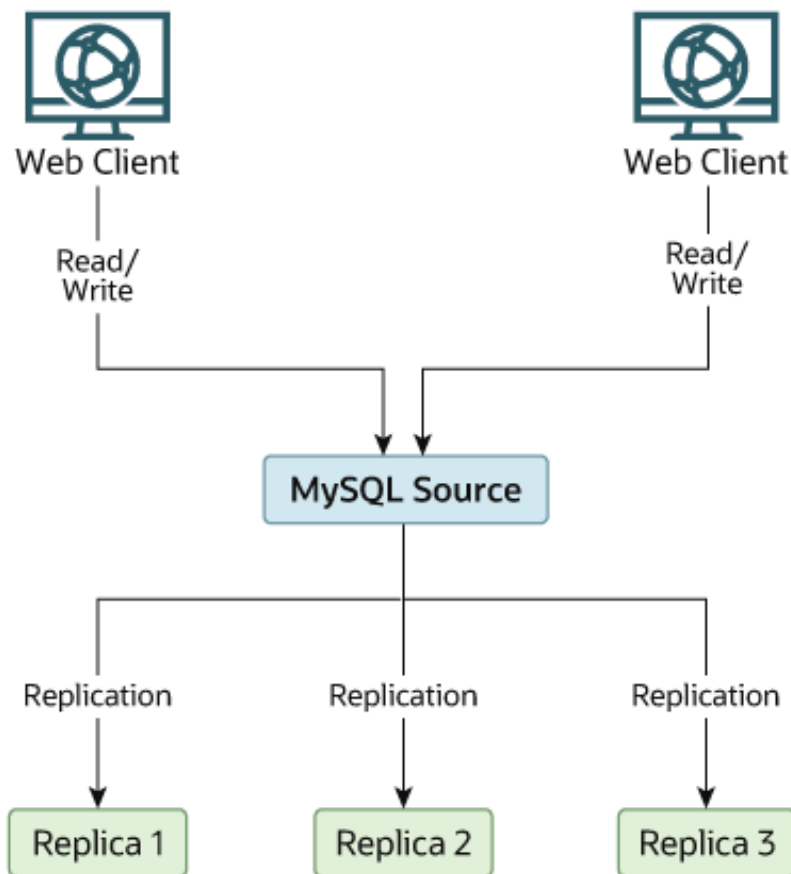 Web Client
Web Client
Read/
Write
Read/
Write
MySQL Source
Replication
Replication
Replication
Replica 1
Replica 2
Replica 3